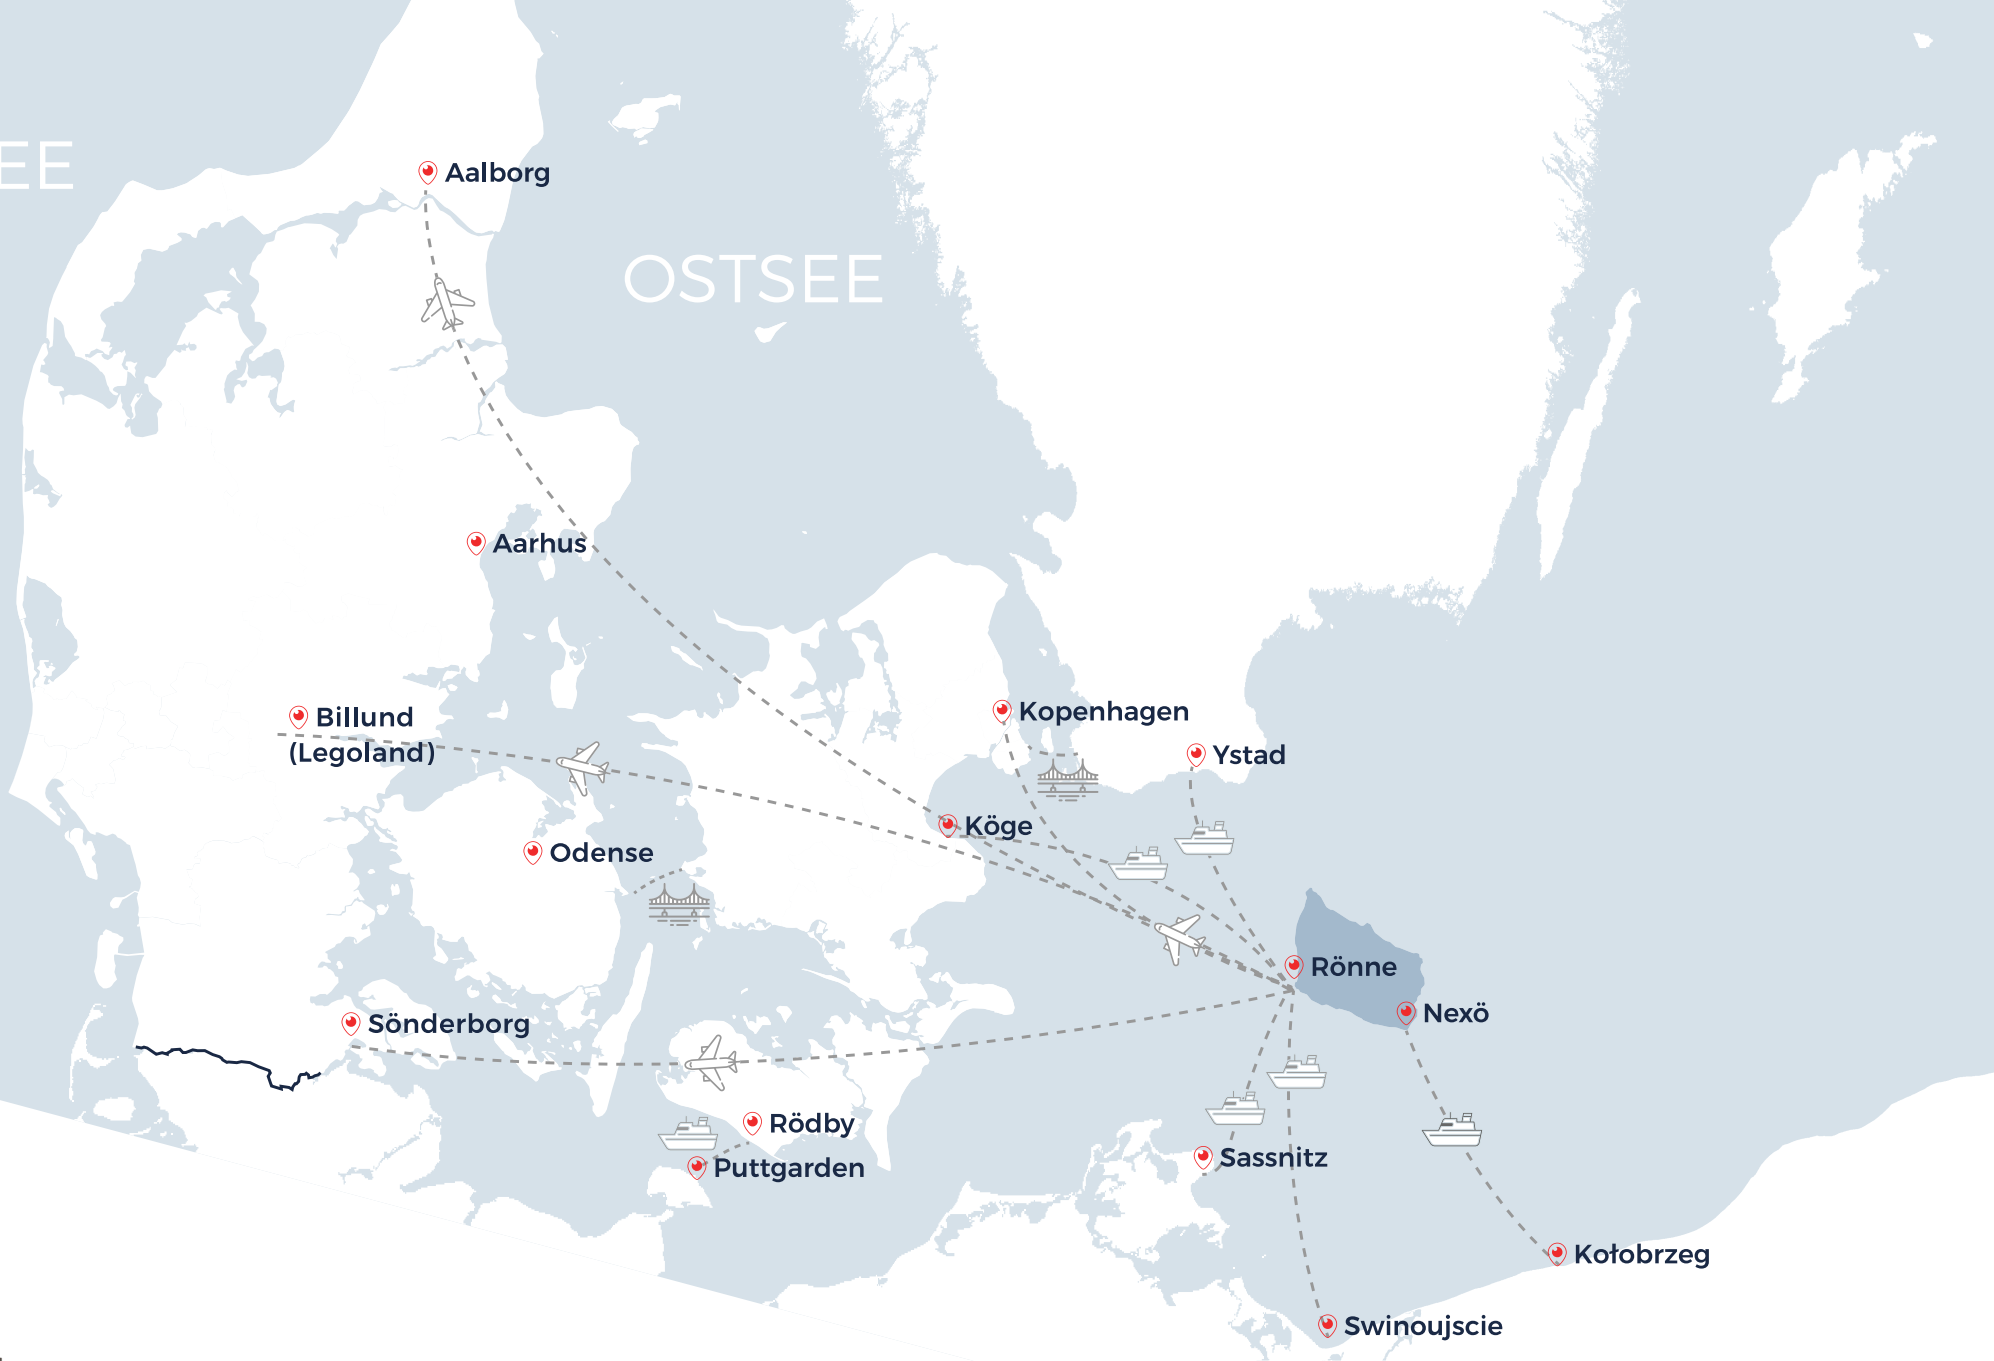 EE
Aalborg
OSTSEE
Aarhus
Billund
(Legoland)
Kopenhagen
Ystad
Köge
Odense
Rönne
Nexö
Sönderborg
Rödby
Puttgarden
Sassnitz
Kołobrzeg
Swinoujscie